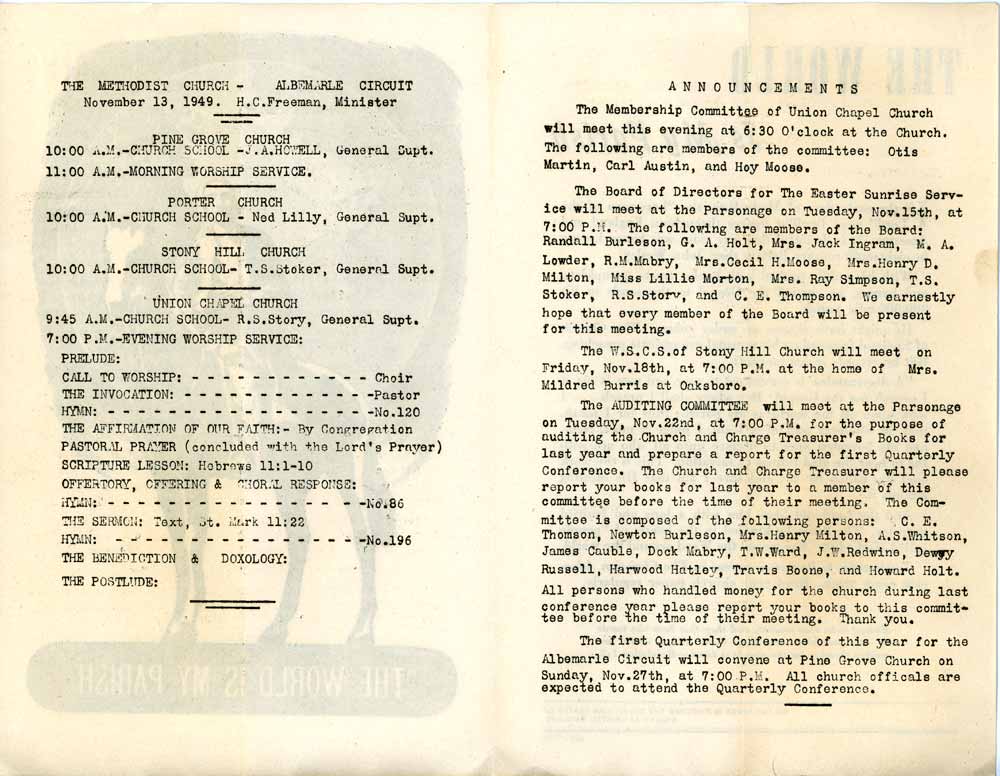 THE METHODIST CHURCH - ALBEMARLE CIRCUIT
November 13, 1949. H.C.Freeman, Minister
PINE GROVE CHURCH
10:00 A.M.-CHURCH SCHOOL -J.A.HOWELL, General Supt.
11:00 A.M.-MORNING WORSHIP SERVICE.
PORTER CHURCH
10:00 A.M.-CHURCH SCHOOL - Ned Lilly, General Supt.
STONY HILL CHURCH
10:00 A.M.-CHURCH SCHOOL- T.S.Stoker, General Supt.
UNION CHAPEL CHURCH
9:45 A.M.-CHURCH SCHOOL- R.S.Story, General Supt.
7:00 P.M.-EVENING WORSHIP SERVICE:
PRELUDE:
CALL TO WORSHIP: - - - - - - - - - - - - - Choir
THE INVOCATION: - - - - - - - - - - - - - -Pastor
HYMN: - - - - - - - - - - - - - - - - - - -No.120
THE AFFIRMATION OF OUR FAITH:- By Congregation
PASTORAL PRAYER (concluded with the Lord's Prayer)
SCRIPTURE LESSON: Hebrews 11:1-10
OFFERTORY, OFFERING & CHORAL RESPONSE:
HYMN: - - - - - - - - - - - - - - - - - - -No.86
THE SERMON: Text, St. Mark 11:22
HYMN: - - - - - - - - - - - - - - - - - -No.196
THE BENEDICTION & DOXOLOGY:
THE POSTLUDE:
THE WORLD IS MY PARISH
THE WORLD
ANNOUNCEMENTS
The Membership Committee of Union Chapel Church
will meet this evening at 6:30 O'clock at the Church.
The following are members of the committee: Otis
Martin, Carl Austin, and Hoy Moose.
The Board of Directors for The Easter Sunrise Serv-
ice will meet at the Parsonage on Tuesday, Nov.15th, at
7:00 P.M. The following are members of the Board:
Randall Burleson, G. A. Holt, Mrs. Jack Ingram, M. A.
Lowder, R.M.Mabry, Mrs.Cecil H.Moose, Mrs.Henry D.
Milton, Miss Lillie Morton, Mrs. Ray Simpson, T.S.
Stoker, R.S.Story, and C. E. Thompson. We earnestly
hope that every member of the Board will be present
for this meeting.
The W.S.C.S.of Stony Hill Church will meet on
Friday, Nov.18th, at 7:00 P.M. at the home of Mrs.
Mildred Burris at Oaksboro.
The AUDITING COMMITTEE will meet at the Parsonage
on Tuesday, Nov.22nd, at 7:00 P.M. for the purpose of
auditing the Church and Charge Treasurer's Books for
last year and prepare a report for the first Quarterly
Conference. The Church and Charge Treasurer will please
report your books for last year to a member of this
committee before the time of their meeting. The Com-
mittee is composed of the following persons: C. E.
Thomson, Newton Burleson, Mrs.Henry Milton, A.S.Whitson,
James Cauble, Dock Mabry, T.W.Ward, J.W.Redwine, Dewey
Russell, Harwood Hatley, Travis Boone, and Howard Holt.
All persons who handled money for the church during last
conference year please report your books to this commit-
tee before the time of their meeting. Thank you.
The first Quarterly Conference of this year for the
Albemarle Circuit will convene at Pine Grove Church on
Sunday, Nov.27th, at 7:00 P.M. All church officals are
expected to attend the Quarterly Conference.